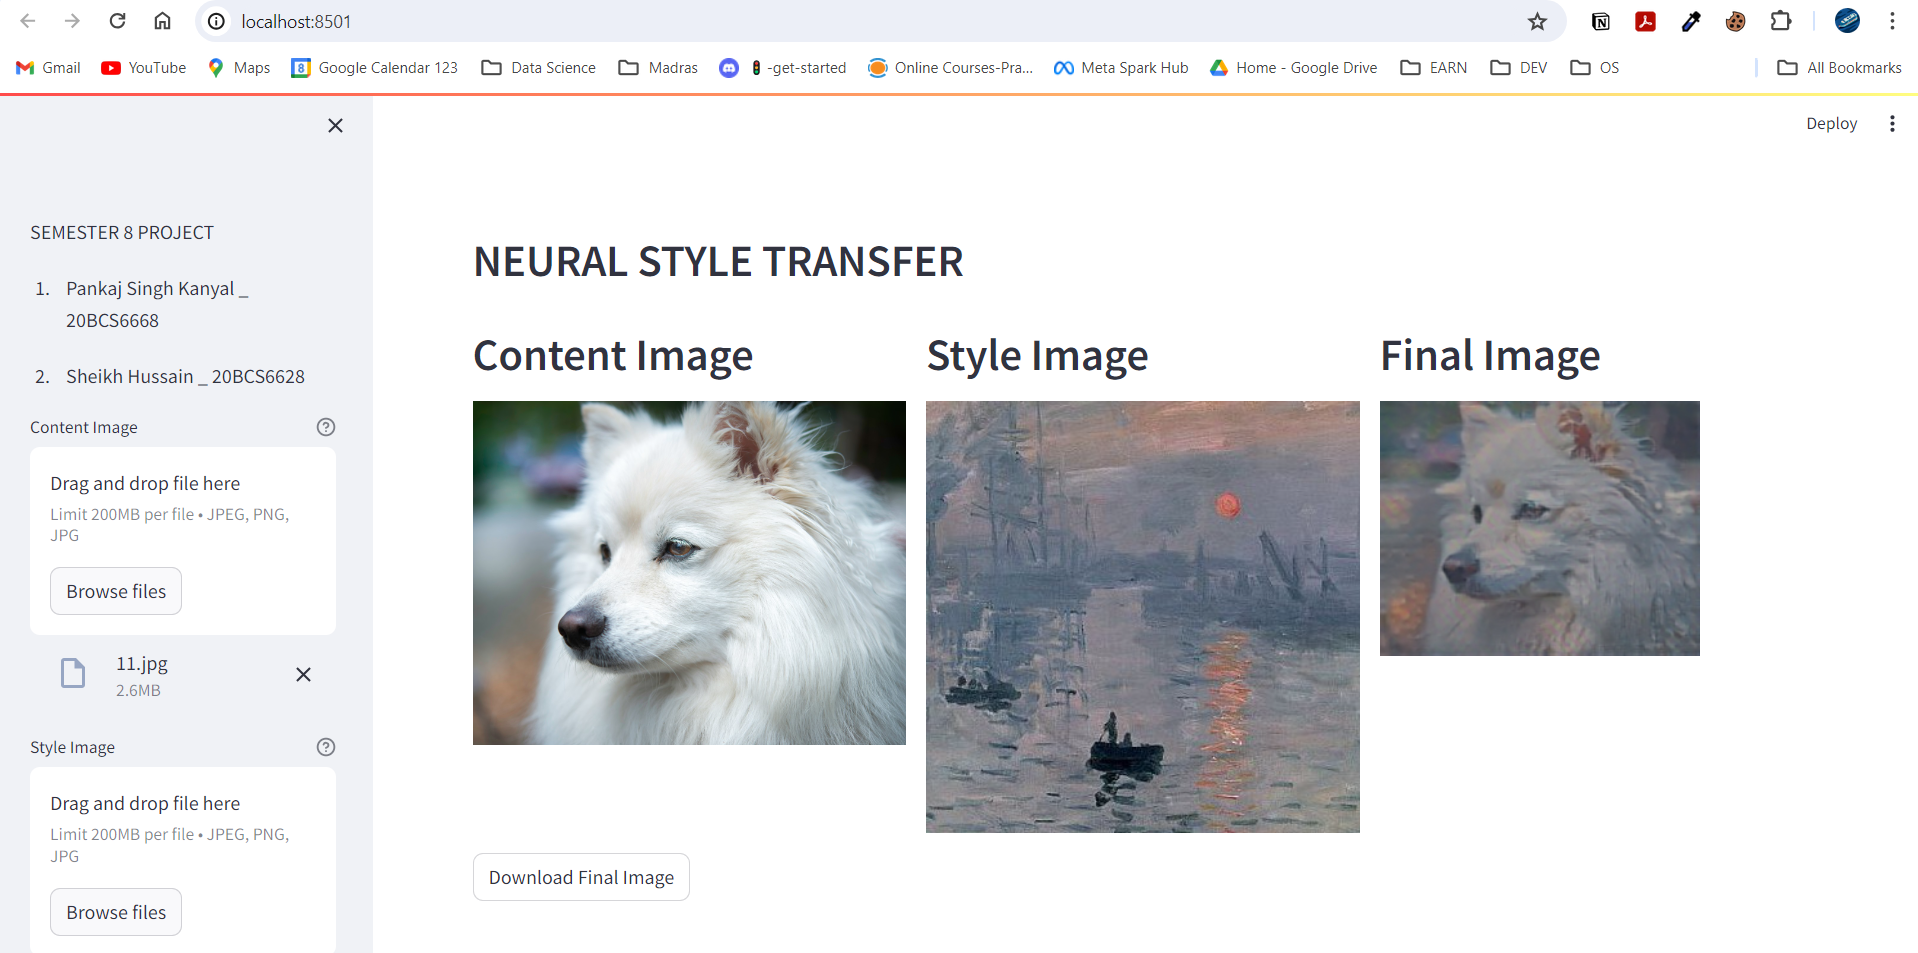 localhost:8501
Gmail YouTube Maps 8 Google Calendar 123 Data Science Madras -get-started Online Courses-Pra... Meta Spark Hub Home - Google Drive EARN DEV OS All Bookmarks
Deploy
SEMESTER 8 PROJECT
1. Pankaj Singh Kanyal _
20BCS6668
2. Sheikh Hussain _ 20BCS6628
Content Image
Drag and drop file here
Limit 200MB per file • JPEG, PNG,
JPG
Browse files
11.jpg
2.6MB
Style Image
Drag and drop file here
Limit 200MB per file • JPEG, PNG,
JPG
Browse files
NEURAL STYLE TRANSFER
Content Image
Style Image
Final Image
Download Final Image